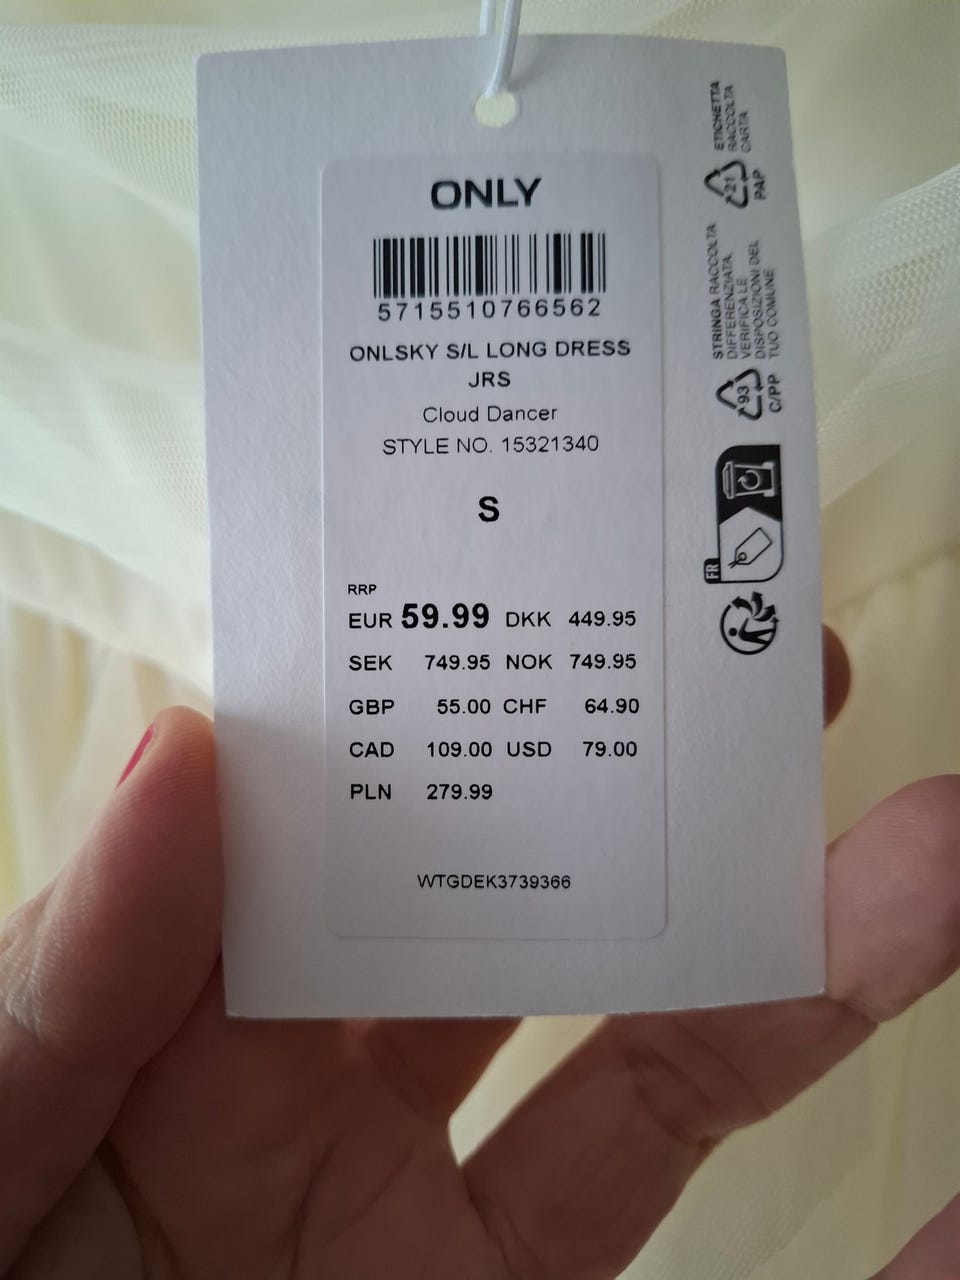 ONLY
5715510766562
ONLSKY S/L LONG DRESS
JRS
Cloud Dancer
STYLE NO. 15321340
S
RRP
EUR 59.99 DKK 449.95
SEK 749.95 NOK 749.95
GBP 55.00 CHF 64.90
CAD 109.00 USD 79.00
PLN 279.99
WTGDEK3739366
ETICHETTA
RACCOLTA
CARTA
21
PAP
STRINGA RACCOLTA
DIFFERENZIATA.
VERIFICA LE
DISPOSIZIONI DEL
TUO COMUNE
93
C/PP
FR